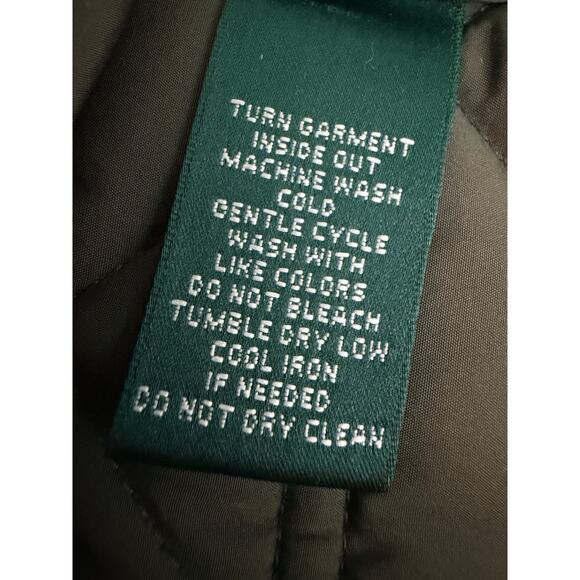 TURN GARMENT
INSIDE OUT
MACHINE WASH
COLD
GENTLE CYCLE
WASH WITH
LIKE COLORS
DO NOT BLEACH
TUMBLE DRY LOW
COOL IRON
IF NEEDED
DO NOT DRY CLEAN